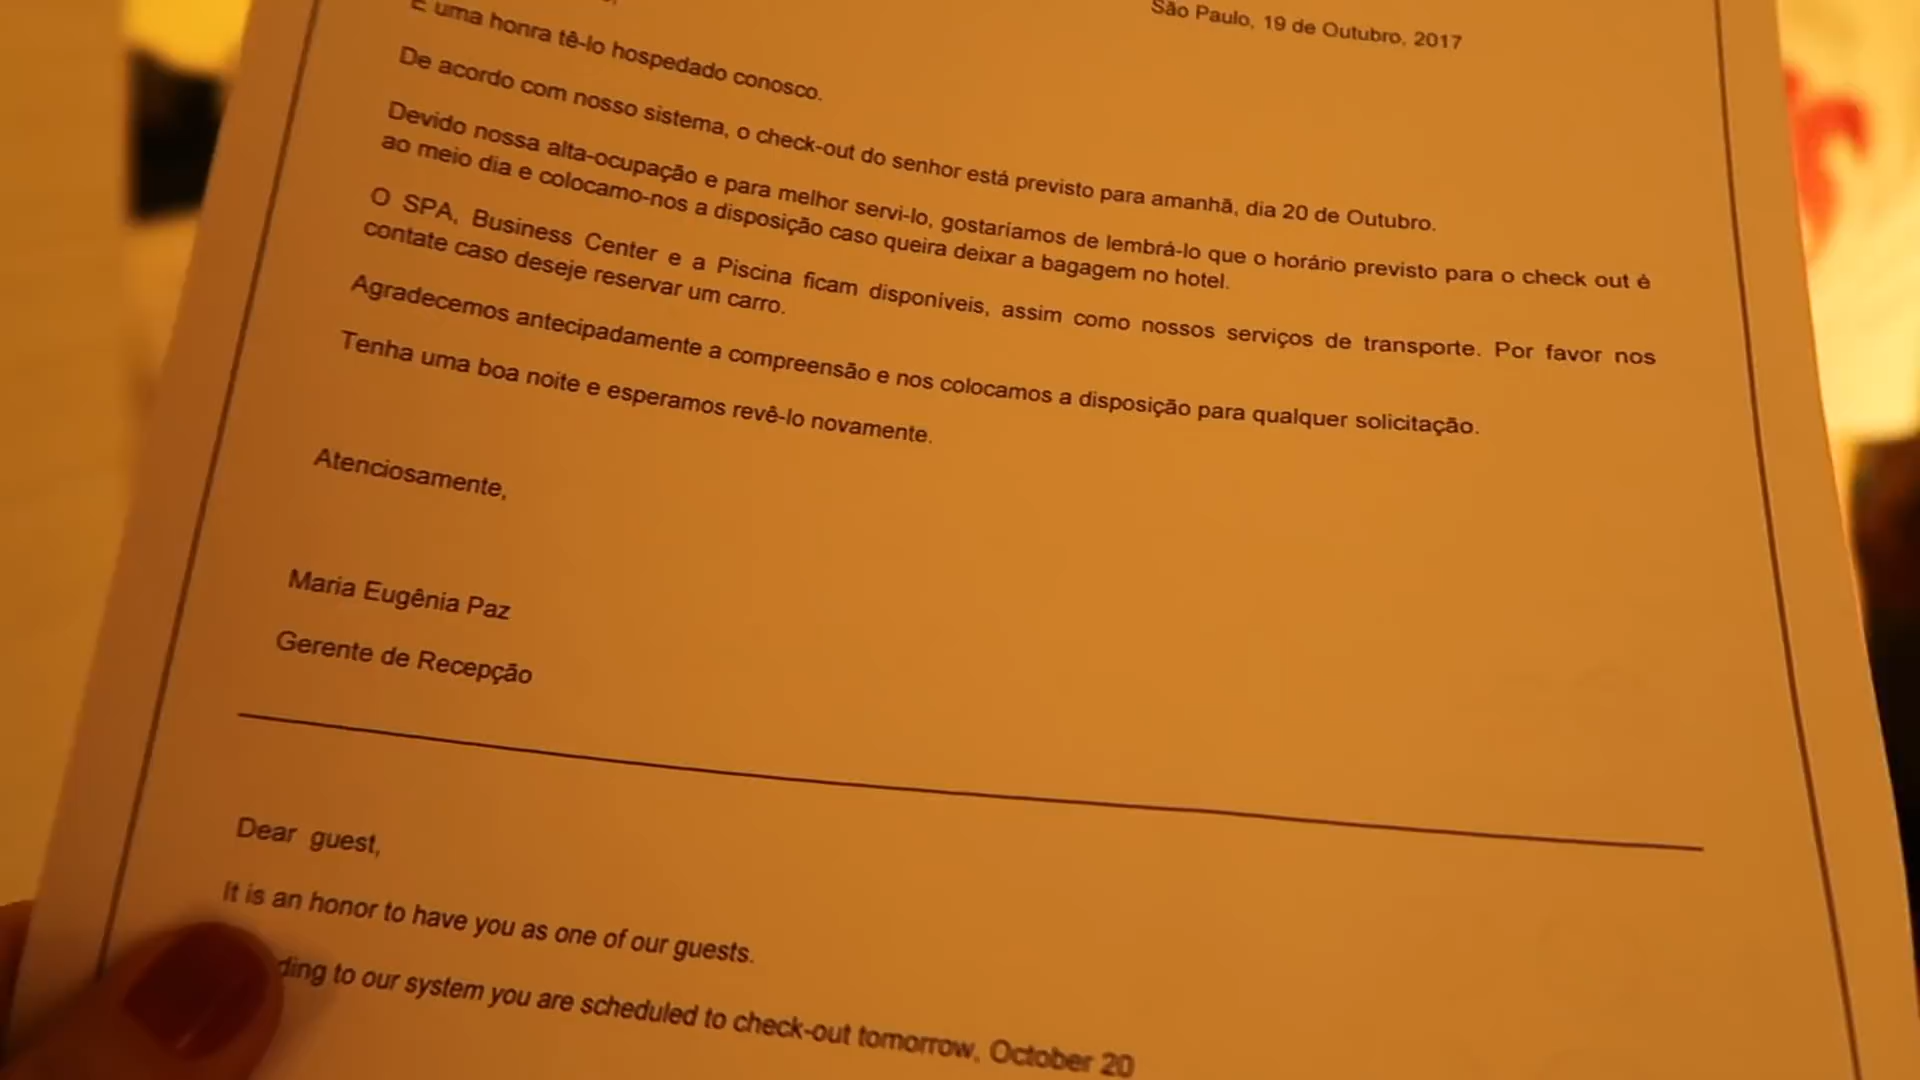 São Paulo, 19 de Outubro, 2017
É uma honra tê-lo hospedado conosco.
De acordo com nosso sistema, o check-out do senhor está previsto para amanhã, dia 20 de Outubro.
Devido nossa alta-ocupação e para melhor servi-lo, gostaríamos de lembrá-lo que o horário previsto para o check out é
ao meio dia e colocamo-nos a disposição caso queira deixar a bagagem no hotel.
O SPA, Business Center e a Piscina ficam disponíveis, assim como nossos serviços de transporte. Por favor nos
contate caso deseje reservar um carro.
Agradecemos antecipadamente a compreensão e nos colocamos a disposição para qualquer solicitação.
Tenha uma boa noite e esperamos revê-lo novamente.
Atenciosamente,
Maria Eugênia Paz
Gerente de Recepção
Dear guest,
It is an honor to have you as one of our guests.
ding to our system you are scheduled to check-out tomorrow, October 20